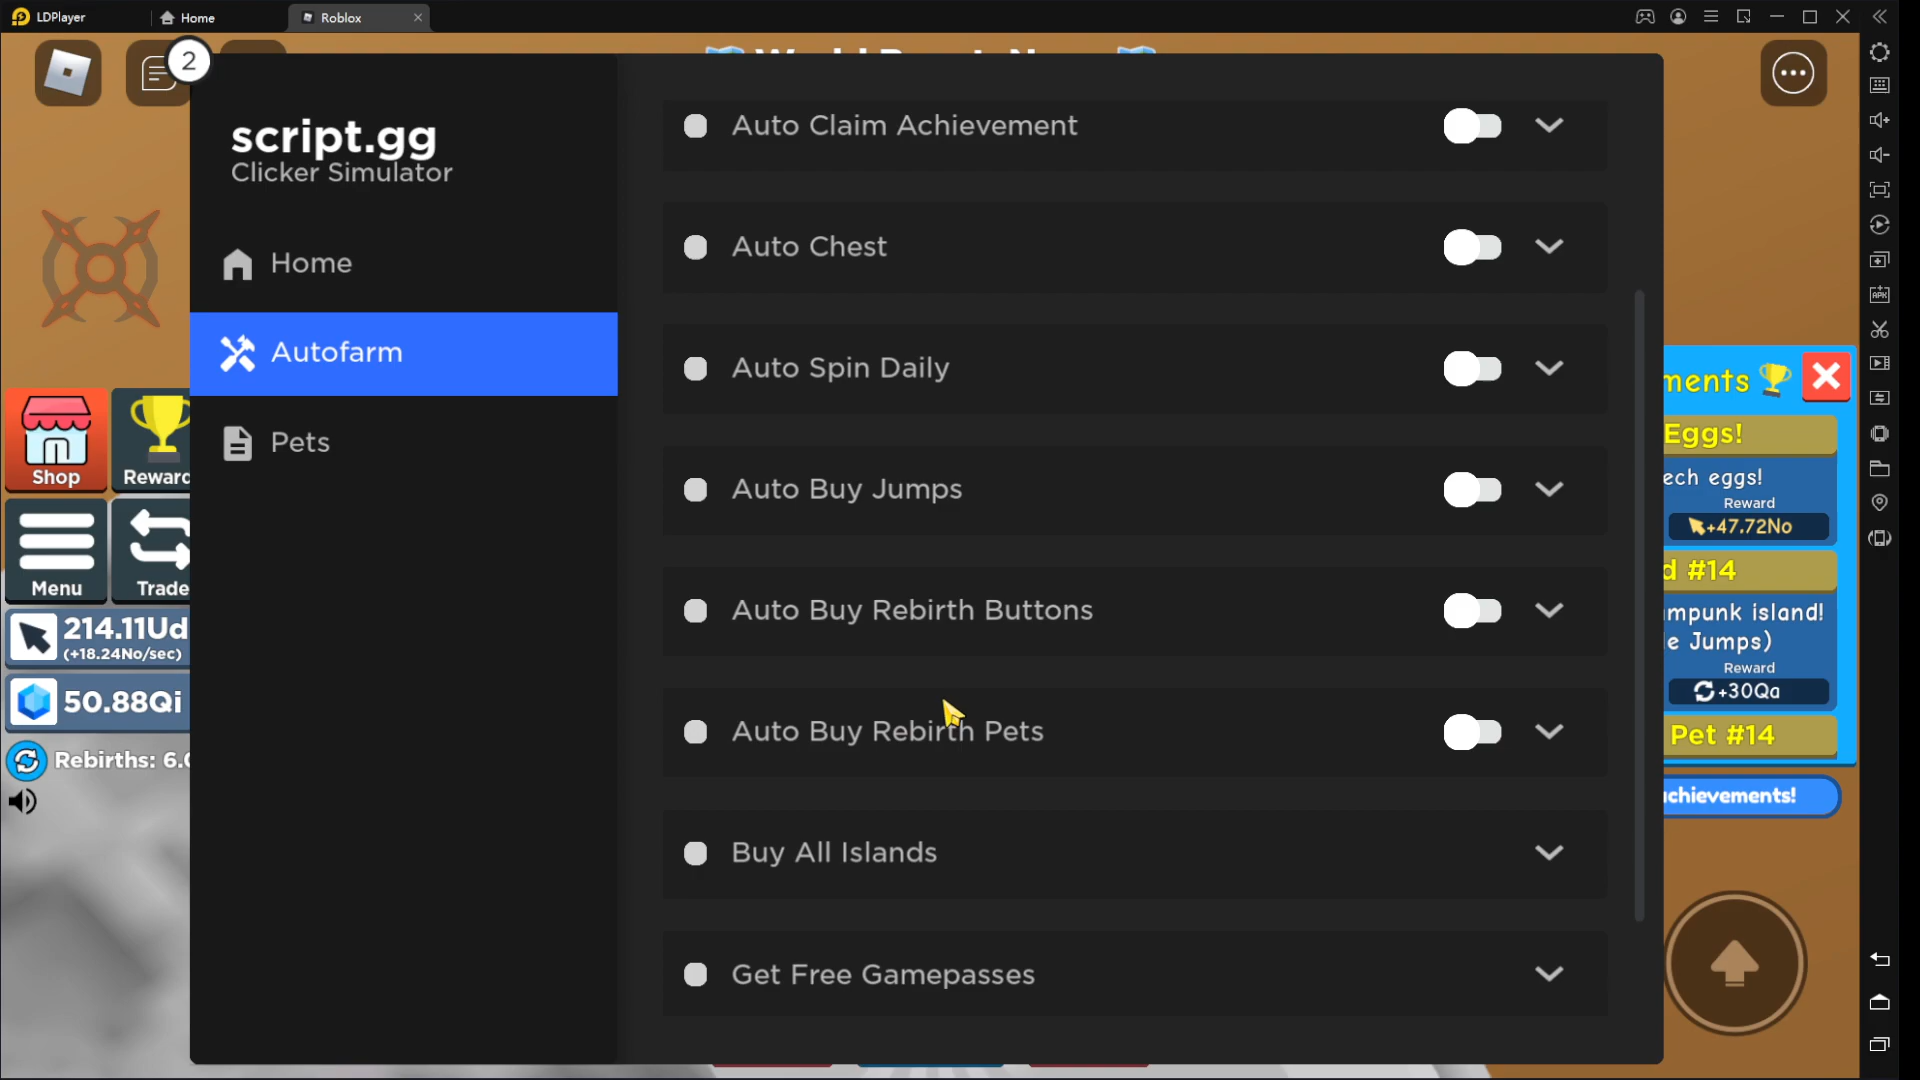 LDPlayer
Home
Roblox
2
script.gg
Clicker Simulator
Home
Autofarm
Pets
Auto Claim Achievement
Auto Chest
Auto Spin Daily
Auto Buy Jumps
Auto Buy Rebirth Buttons
Auto Buy Rebirth Pets
Buy All Islands
Get Free Gamepasses
Shop
Reward
Menu
Trade
214.11Ud
(+18.24No/sec)
50.88Qi
Rebirths: 6.0
ments
Eggs!
ech eggs!
Reward
+47.72No
d #14
mpunk island!
e Jumps)
Reward
+30Qa
Pet #14
chievements!
APK